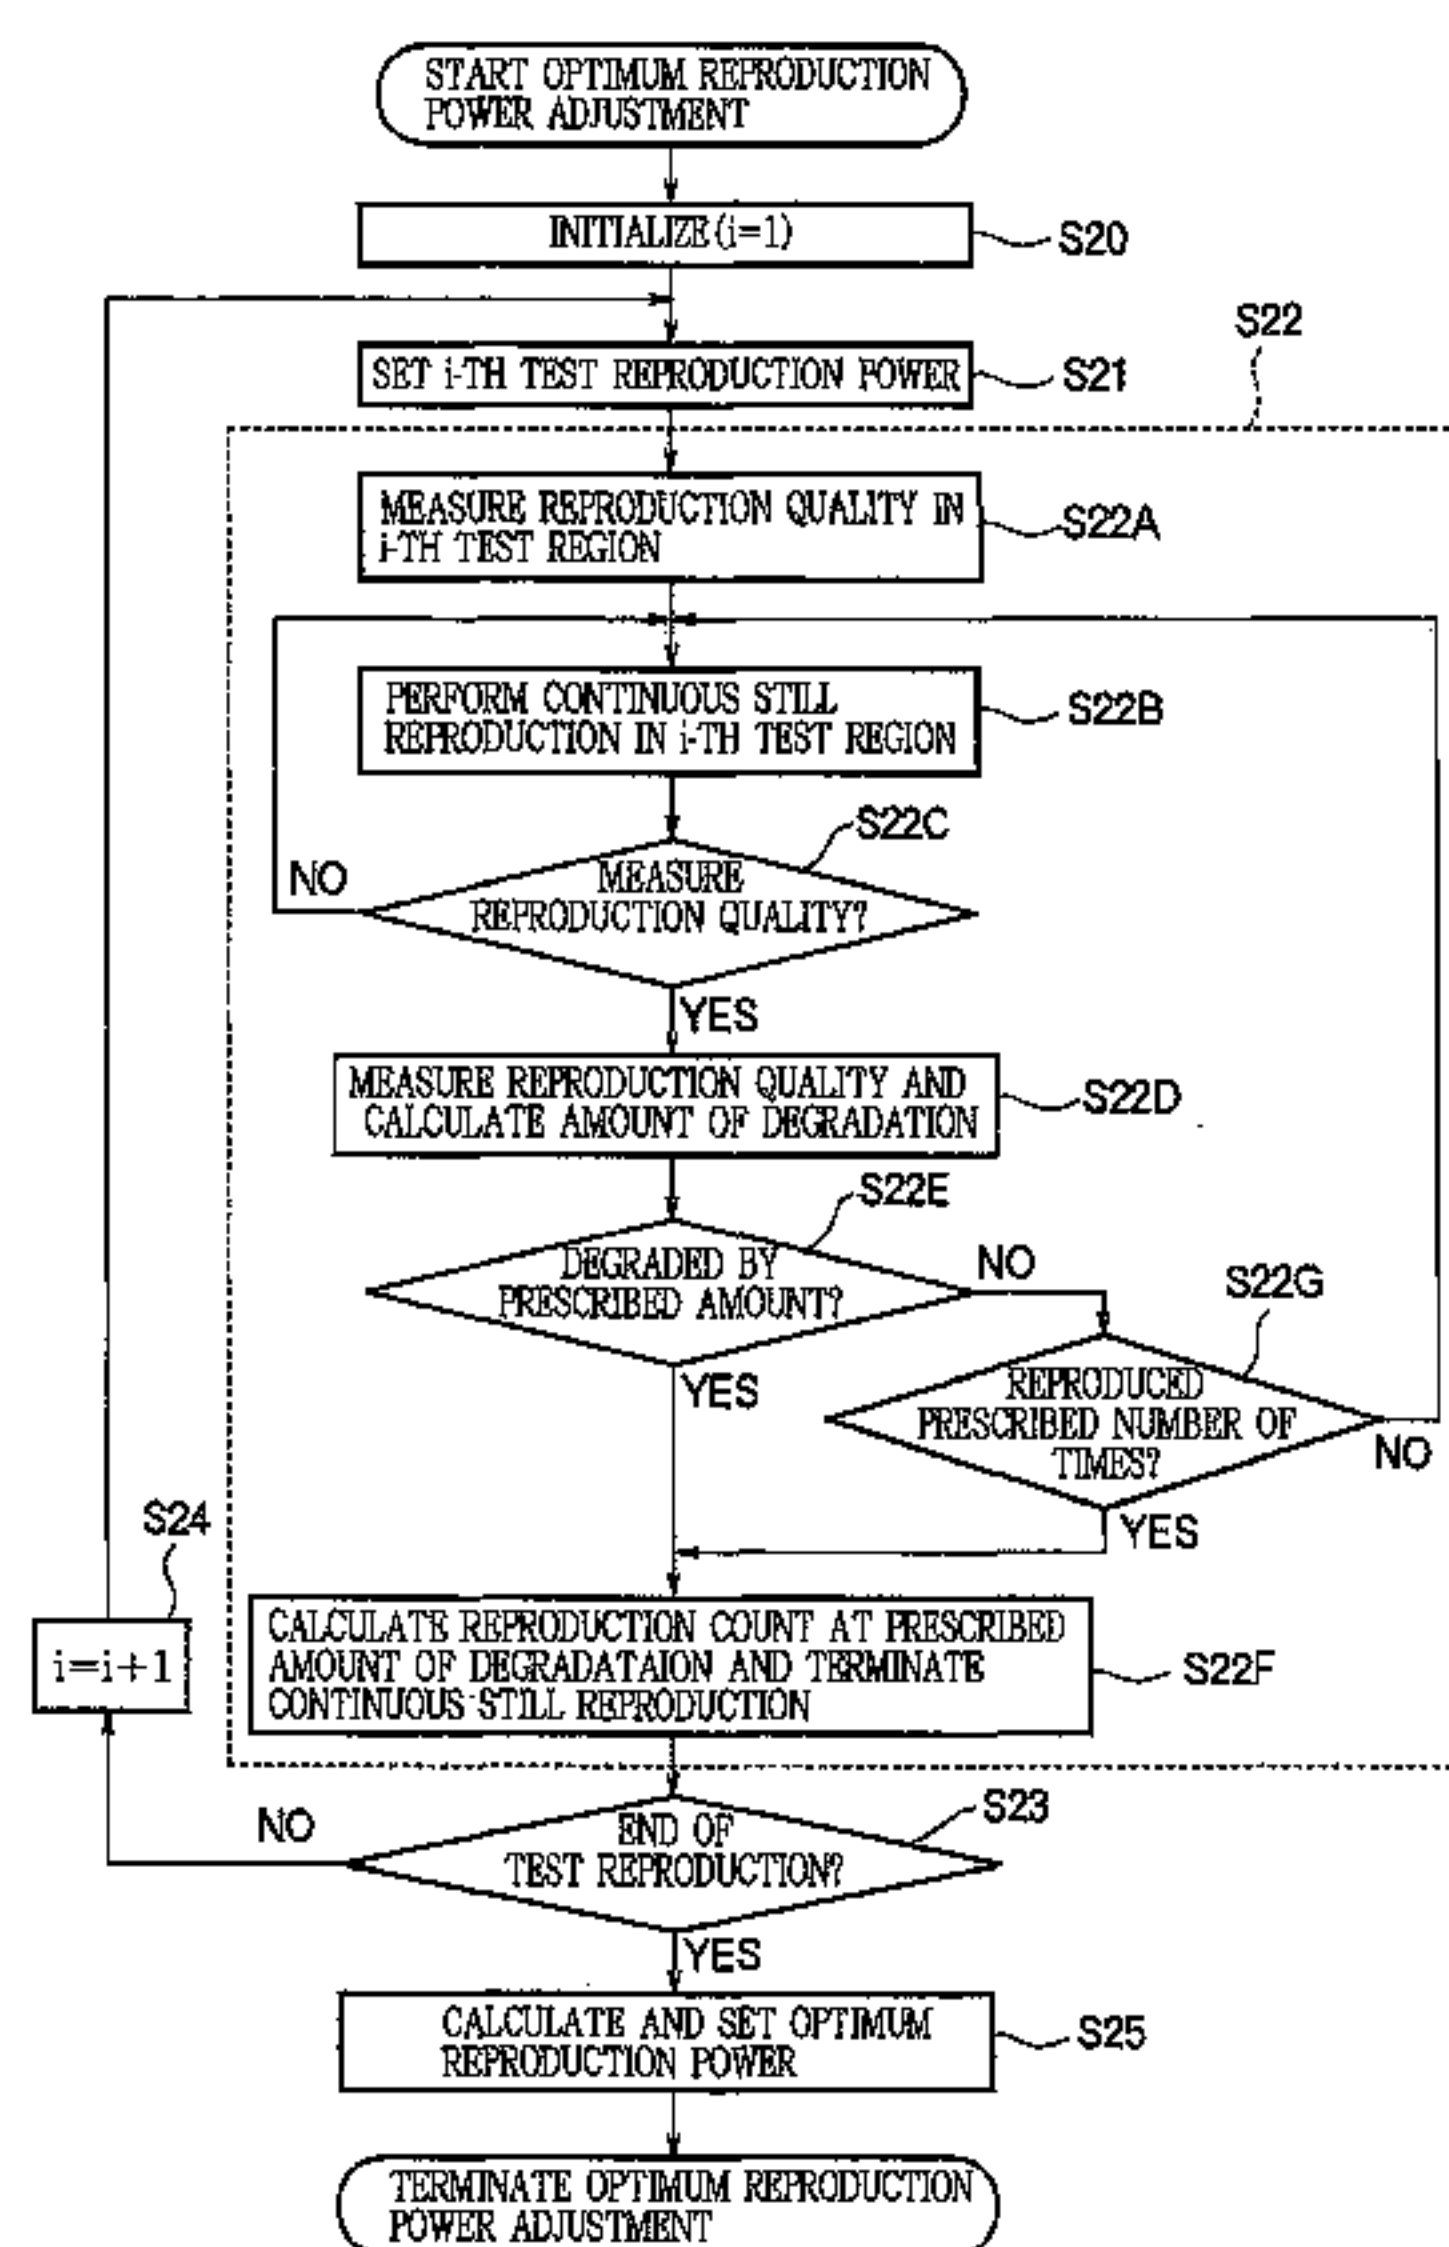 START OPTIMUM REPRODUCTION
POWER ADJUSTMENT
INITIALIZE(i=1)
S20
S22
SET i-TH TEST REPRODUCTION POWER
S21
MEASURE REPRODUCTION QUALITY IN
i-TH TEST REGION
S22A
PERFORM CONTINUOUS STILL
REPRODUCTION IN i-TH TEST REGION
S22B
S22C
NO
MEASURE
REPRODUCTION QUALITY?
YES
MEASURE REPRODUCTION QUALITY AND
CALCULATE AMOUNT OF DEGRADATION
S22D
S22E
DEGRADED BY
PRESCRIBED AMOUNT?
NO
YES
S22G
REPRODUCED
PRESCRIBED NUMBER OF
TIMES?
NO
YES
S24
i=i+1
CALCULATE REPRODUCTION COUNT AT PRESCRIBED
AMOUNT OF DEGRADATAION AND TERMINATE
CONTINUOUS STILL REPRODUCTION
S22F
S23
NO
END OF
TEST REPRODUCTION?
YES
CALCULATE AND SET OPTIMUM
REPRODUCTION POWER
S25
TERMINATE OPTIMUM REPRODUCTION
POWER ADJUSTMENT